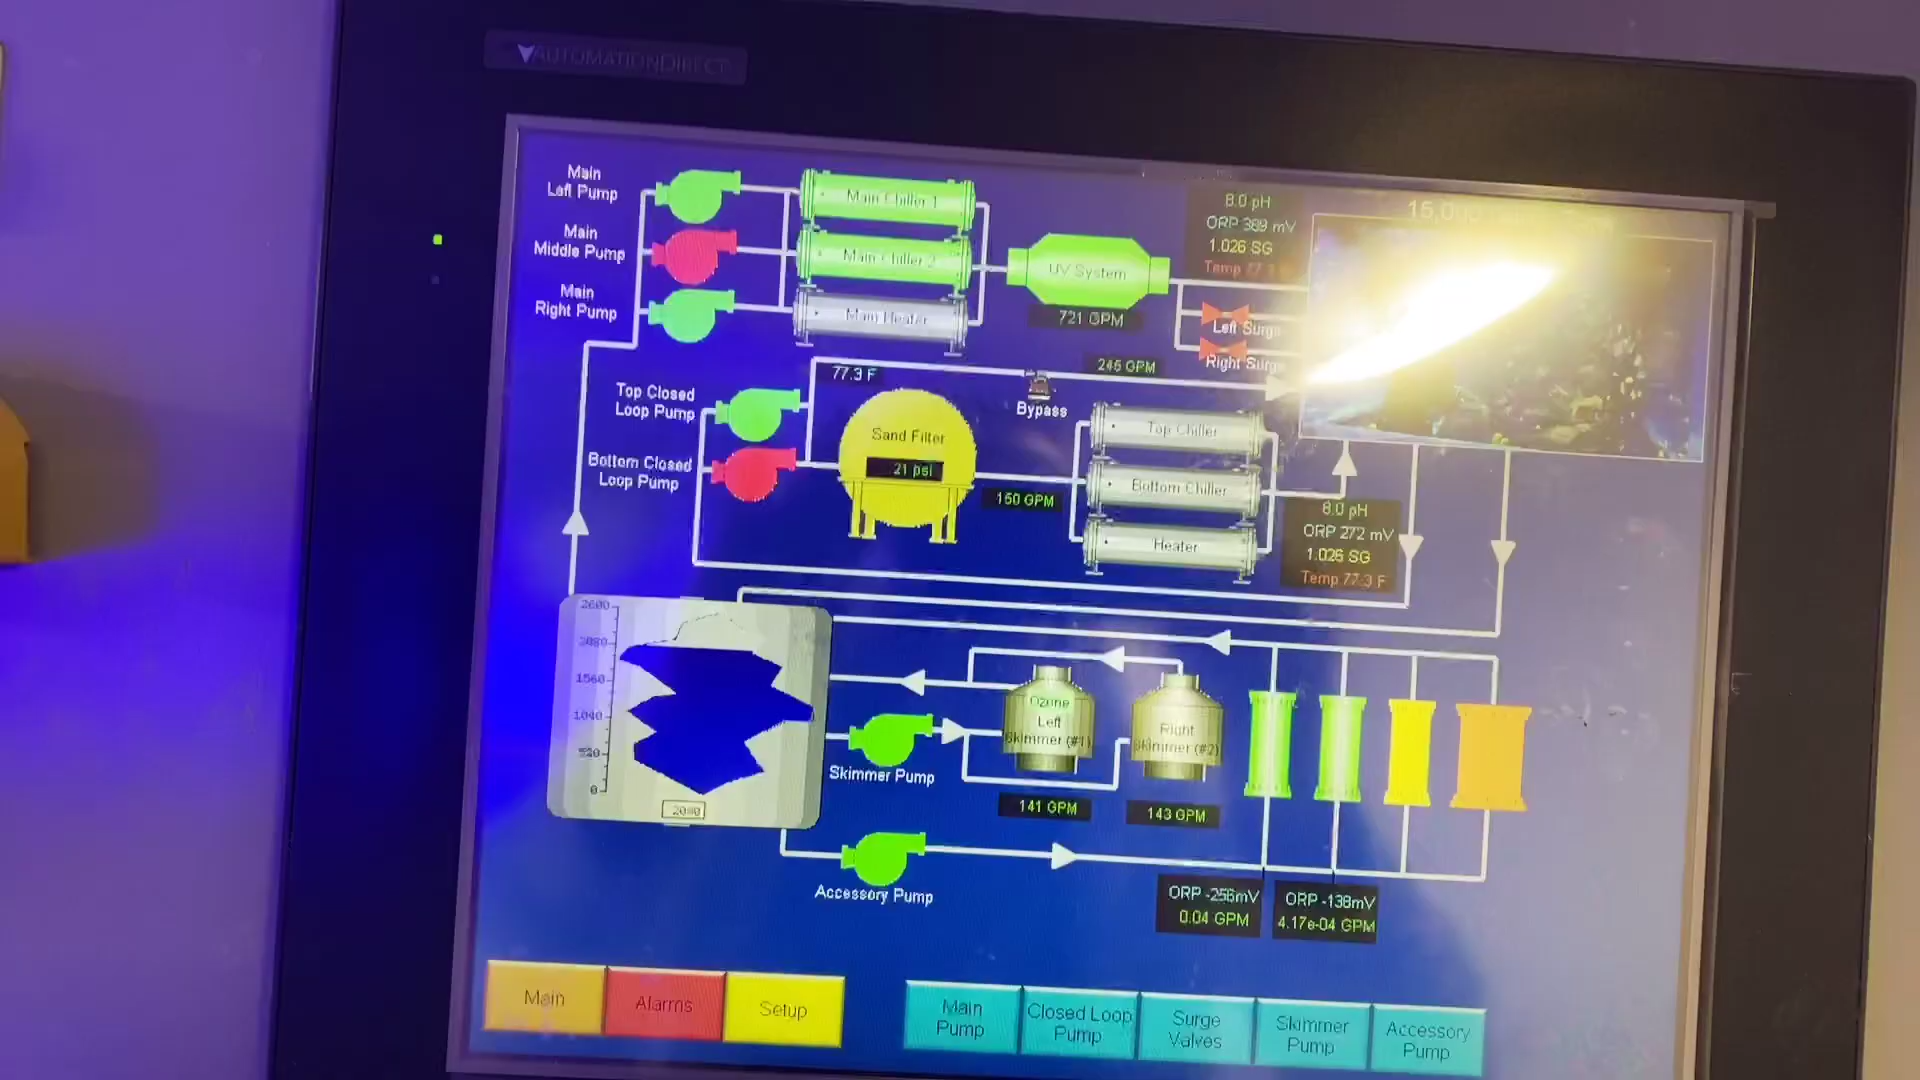 AUTOMATIONDIRECT
Main
Left Pump
Main
Middle Pump
Main
Right Pump
Main Chiller 1
Main Chiller 2
Main Heater
UV System
721 GPM
8.0 pH
ORP 389 mV
1.026 SG
Temp 77.3 F
15,0
Left Surge
Right Surge
245 GPM
77.3 F
Bypass
Top Closed
Loop Pump
Bottom Closed
Loop Pump
Sand Filter
21 psi
150 GPM
Top Chiller
Bottom Chiller
Heater
8.0 pH
ORP 272 mV
1.026 SG
Temp 77.3 F
2600
2080
1560
1040
520
0
Ozone
Left
Skimmer (#1)
Right
Skimmer (#2)
Skimmer Pump
141 GPM
143 GPM
Accessory Pump
ORP -256mV
0.04 GPM
ORP -138mV
4.17e-04 GPM
Main
Alarms
Setup
Main
Pump
Closed Loop
Pump
Surge
Valves
Skimmer
Pump
Accessory
Pump